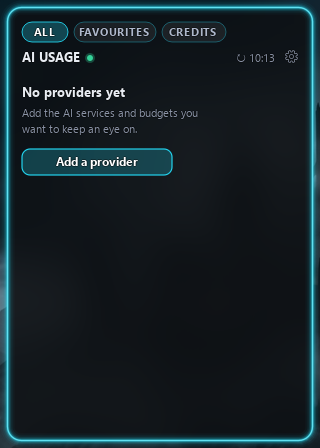 ALL FAVOURITES CREDITS
AI USAGE 10:13
No providers yet
Add the AI services and budgets you
want to keep an eye on.
Add a provider